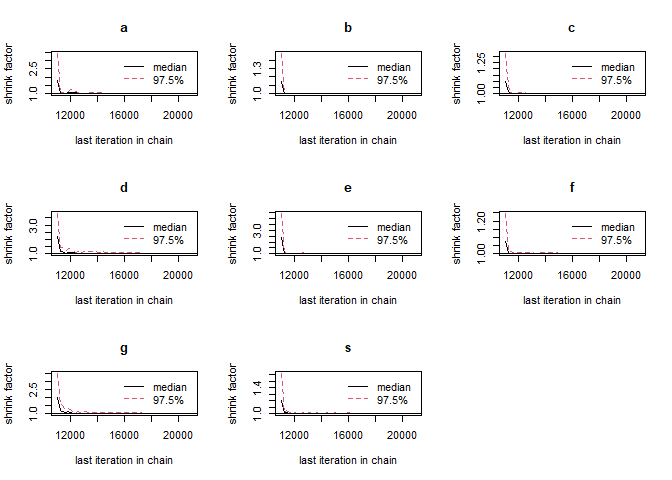 a
shrink factor
1.0 2.5
median
97.5%
12000 16000 20000
last iteration in chain
b
shrink factor
1.0 1.3
median
97.5%
12000 16000 20000
last iteration in chain
c
shrink factor
1.00 1.25
median
97.5%
12000 16000 20000
last iteration in chain
d
shrink factor
1.0 3.0
median
97.5%
12000 16000 20000
last iteration in chain
e
shrink factor
1.0 3.0
median
97.5%
12000 16000 20000
last iteration in chain
f
shrink factor
1.00 1.20
median
97.5%
12000 16000 20000
last iteration in chain
g
shrink factor
1.0 2.5
median
97.5%
12000 16000 20000
last iteration in chain
s
shrink factor
1.0 1.4
median
97.5%
12000 16000 20000
last iteration in chain